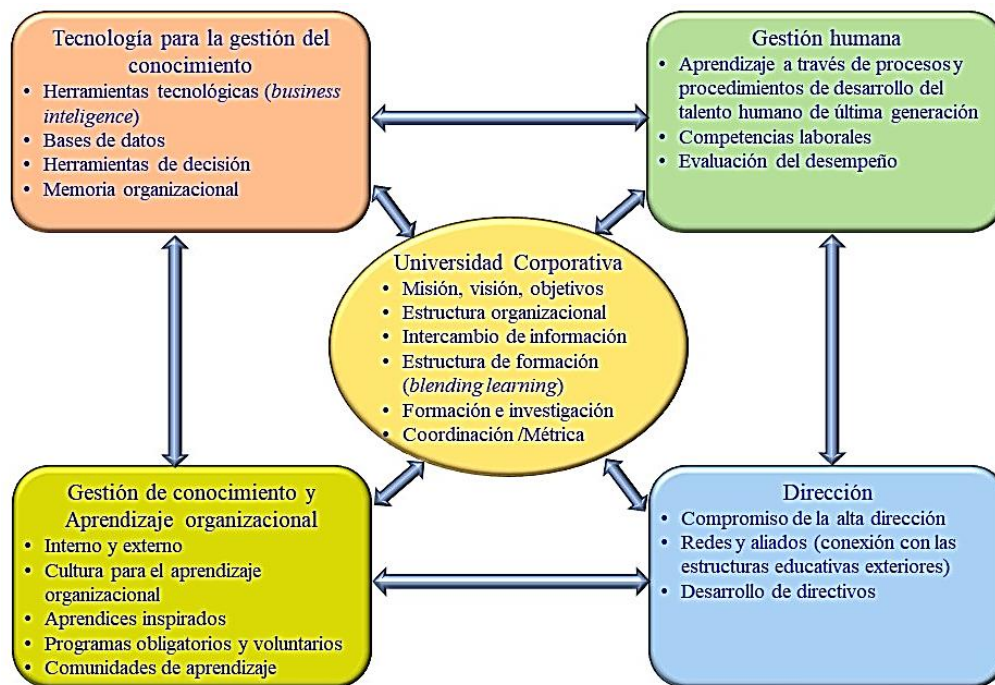 Tecnología para la gestión del
conocimiento
• Herramientas tecnológicas (business
inteligence)
• Bases de datos
• Herramientas de decisión
• Memoria organizacional
Gestión humana
• Aprendizaje a través de procesos y
procedimientos de desarrollo del
talento humano de última generación
• Competencias laborales
• Evaluación del desempeño
Universidad Corporativa
• Misión, visión, objetivos
• Estructura organizacional
• Intercambio de información
• Estructura de formación
(blending learning)
• Formación e investigación
• Coordinación /Métrica
Gestión de conocimiento y
Aprendizaje organizacional
• Interno y externo
• Cultura para el aprendizaje
organizacional
• Aprendices inspirados
• Programas obligatorios y voluntarios
• Comunidades de aprendizaje
Dirección
• Compromiso de la alta dirección
• Redes y aliados (conexión con las
estructuras educativas exteriores)
• Desarrollo de directivos